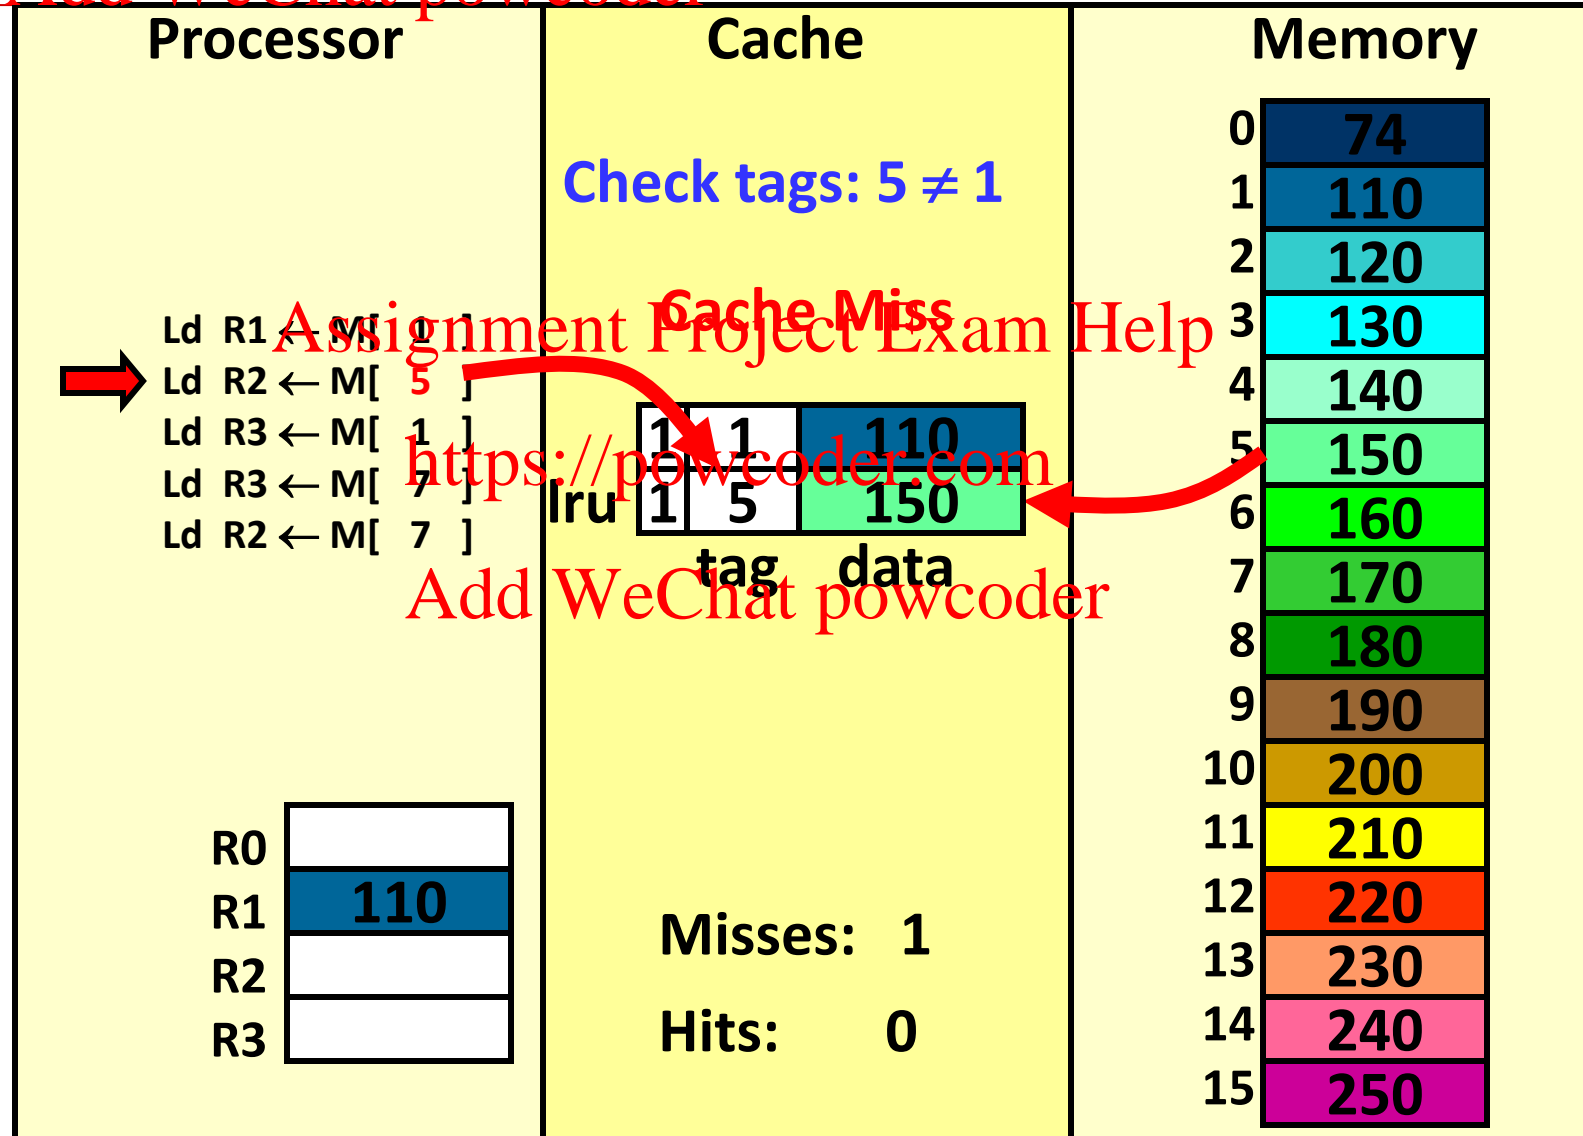 Add WeChat powcoder
Processor
Cache
Memory
Check tags: 5 ≠ 1
Cache Miss
Assignment Project Exam Help
Ld R1 ← M[ 1 ]
Ld R2 ← M[ 5 ]
Ld R3 ← M[ 1 ]
Ld R3 ← M[ 7 ]
Ld R2 ← M[ 7 ]
https://powcoder.com
1 1 110
lru 1 5 150
tag data
Add WeChat powcoder
R0
R1 110
R2
R3
Misses: 1
Hits: 0
0 74
1 110
2 120
3 130
4 140
5 150
6 160
7 170
8 180
9 190
10 200
11 210
12 220
13 230
14 240
15 250